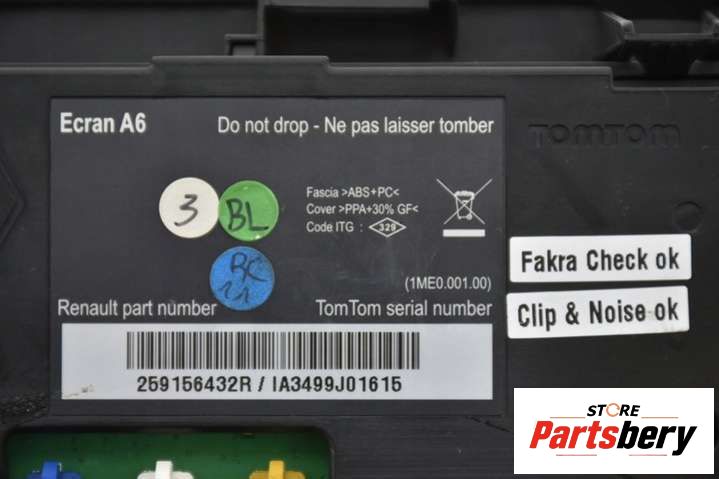 Ecran A6
Do not drop - Ne pas laisser tomber
TOMTOM
3
BL
Fascia >ABS+PC<
Cover >PPA+30% GF<
Code ITG : <329>
BC
11
(1ME0.001.00)
Fakra Check ok
Clip & Noise ok
Renault part number
TomTom serial number
259156432R / IA3499J01615
STORE
Partsbery